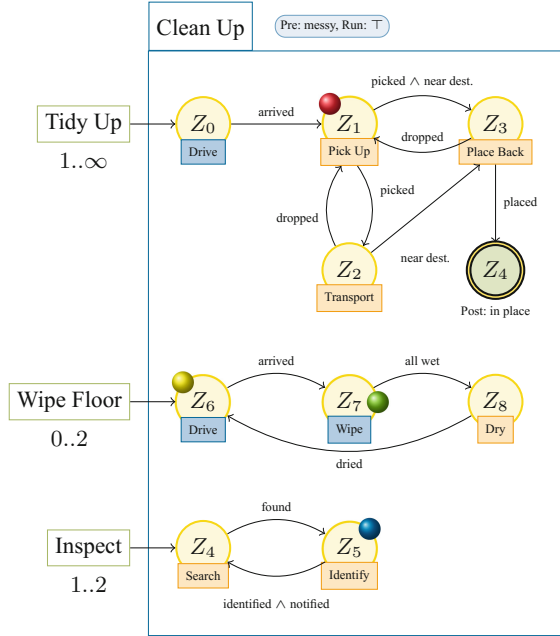 Clean Up
Pre: messy, Run: ⊤
Tidy Up
1..∞
Z0
Drive
arrived
Z1
Pick Up
picked ∧ near dest.
dropped
Z3
Place Back
dropped
picked
placed
Z2
Transport
near dest.
Z4
Post: in place
Wipe Floor
0..2
Z6
Drive
arrived
Z7
Wipe
all wet
Z8
Dry
dried
Inspect
1..2
Z4
Search
found
Z5
Identify
identified ∧ notified